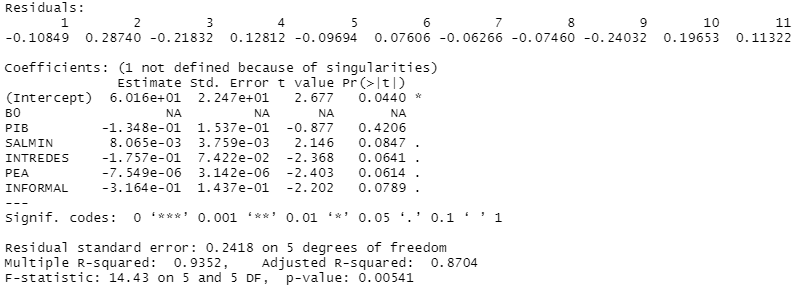 Residuals:
1 2 3 4 5 6 7 8 9 10 11
-0.10849 0.28740 -0.21832 0.12812 -0.09694 0.07606 -0.06266 -0.07460 -0.24032 0.19653 0.11322
Coefficients: (1 not defined because of singularities)
Estimate Std. Error t value Pr(>|t|)
(Intercept) 6.016e+01 2.247e+01 2.677 0.0440 *
B0 NA NA NA NA
PIB -1.348e-01 1.537e-01 -0.877 0.4206
SALMIN 8.065e-03 3.759e-03 2.146 0.0847 .
INTREDES -1.757e-01 7.422e-02 -2.368 0.0641 .
PEA -7.549e-06 3.142e-06 -2.403 0.0614 .
INFORMAL -3.164e-01 1.437e-01 -2.202 0.0789 .
---
Signif. codes: 0 ‘***’ 0.001 ‘**’ 0.01 ‘*’ 0.05 ‘.’ 0.1 ‘ ’ 1
Residual standard error: 0.2418 on 5 degrees of freedom
Multiple R-squared: 0.9352, Adjusted R-squared: 0.8704
F-statistic: 14.43 on 5 and 5 DF, p-value: 0.00541